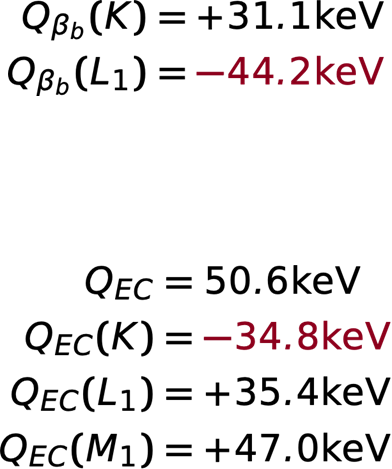 Q_{β_b}(K) = +31.1keV
Q_{β_b}(L_1) = −44.2keV
Q_{EC} = 50.6keV
Q_{EC}(K) = −34.8keV
Q_{EC}(L_1) = +35.4keV
Q_{EC}(M_1) = +47.0keV